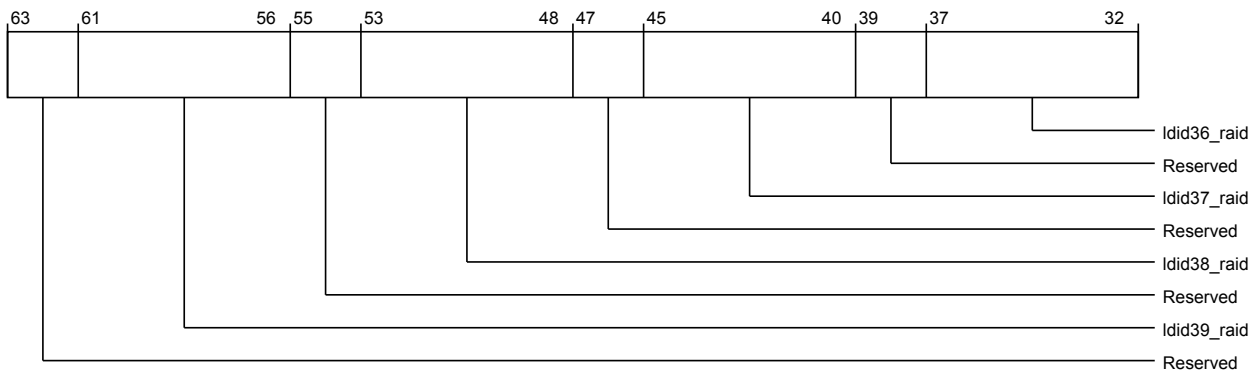 63 61 56 55 53 48 47 45 40 39 37 32
ldid36_raid
Reserved
ldid37_raid
Reserved
ldid38_raid
Reserved
ldid39_raid
Reserved